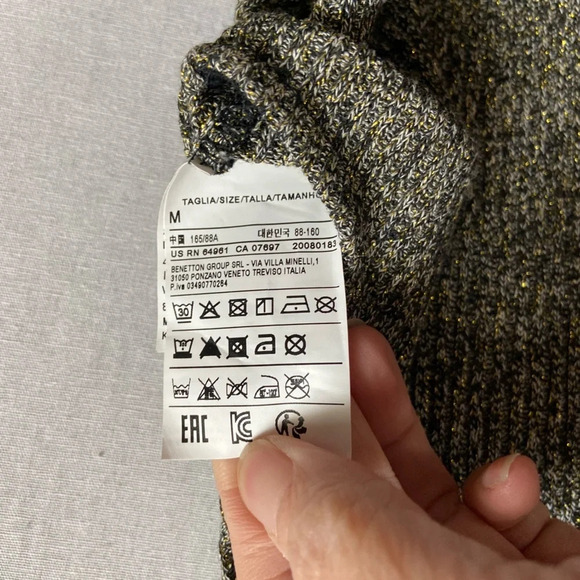 TAGLIA/SIZE/TALLA/TAMANHO
M
中国 165/88A 대한민국 88-160
US RN 64961 CA 07697 20080183
BENETTON GROUP SRL - VIA VILLA MINELLI,1
31050 PONZANO VENETO TREVISO ITALIA
P.iva 03490770264
30
EAC KC